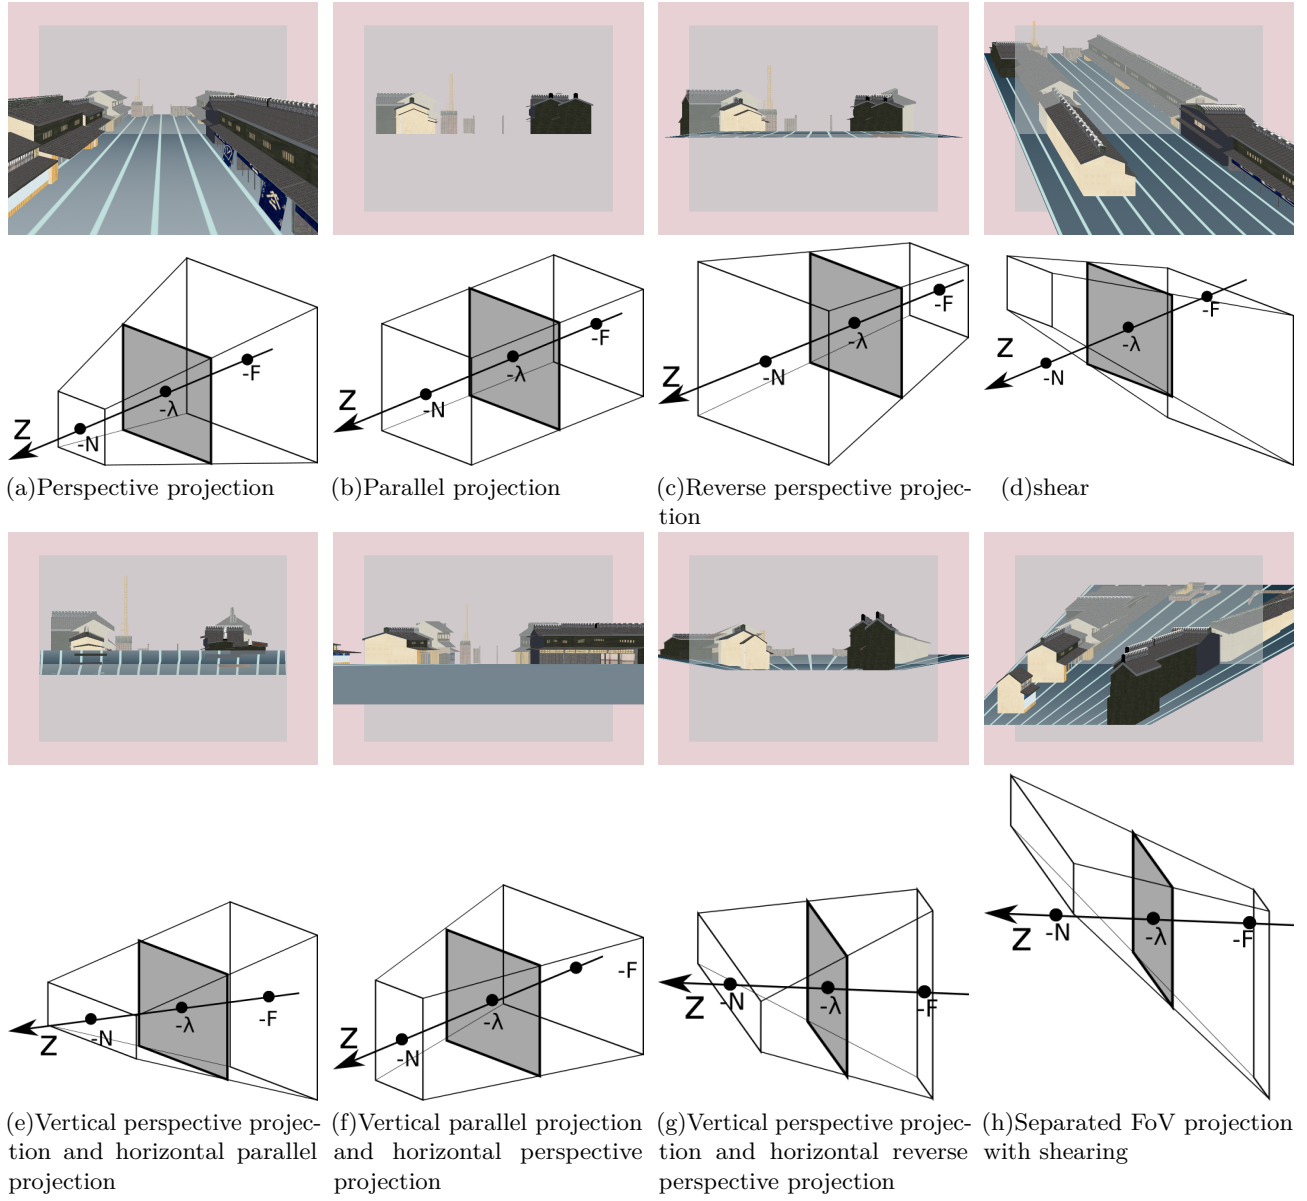 Z
-N
-λ
-F
(a)Perspective projection
Z
-N
-λ
-F
(b)Parallel projection
Z
-N
-λ
-F
(c)Reverse perspective projec-
tion
Z
-N
-λ
-F
(d)shear
Z
-N
-λ
-F
(e)Vertical perspective projec-
tion and horizontal parallel
projection
Z
-N
-λ
-F
(f)Vertical parallel projection
and horizontal perspective
projection
Z
-N
-λ
-F
(g)Vertical perspective projec-
tion and horizontal reverse
perspective projection
Z
-N
-λ
-F
(h)Separated FoV projection
with shearing